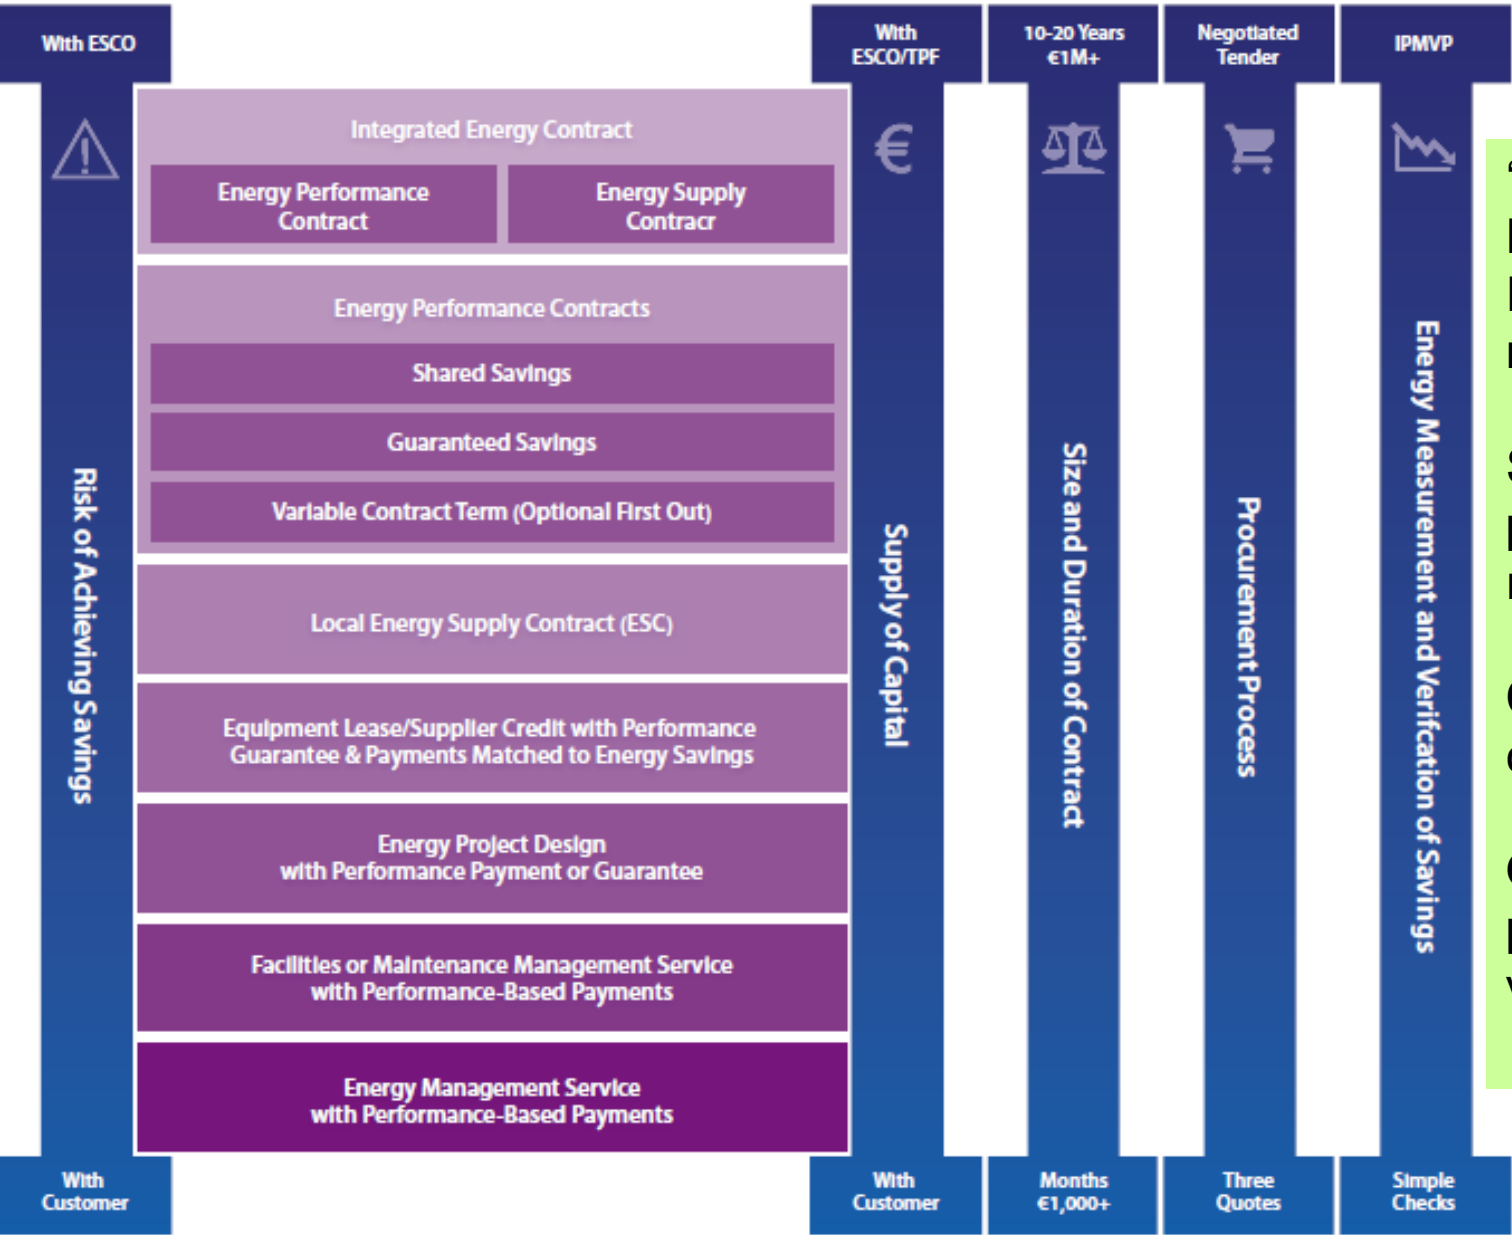 With ESCO
With
ESCO/TPF
10-20 Years
€1M+
Negotiated
Tender
IPMVP
Integrated Energy Contract
Energy Performance
Contract
Energy Supply
Contracr
Energy Performance Contracts
Shared Savings
Guaranteed Savings
Variable Contract Term (Optional First Out)
Local Energy Supply Contract (ESC)
Equipment Lease/Supplier Credit with Performance
Guarantee & Payments Matched to Energy Savings
Energy Project Design
with Performance Payment or Guarantee
Facilities or Maintenance Management Service
with Performance-Based Payments
Energy Management Service
with Performance-Based Payments
Risk of Achieving Savings
€
Supply of Capital
Size and Duration of Contract
Procurement Process
Energy Measurement and Verifcation of Savings
With
Customer
With
Customer
Months
€1,000+
Three
Quotes
Simple
Checks